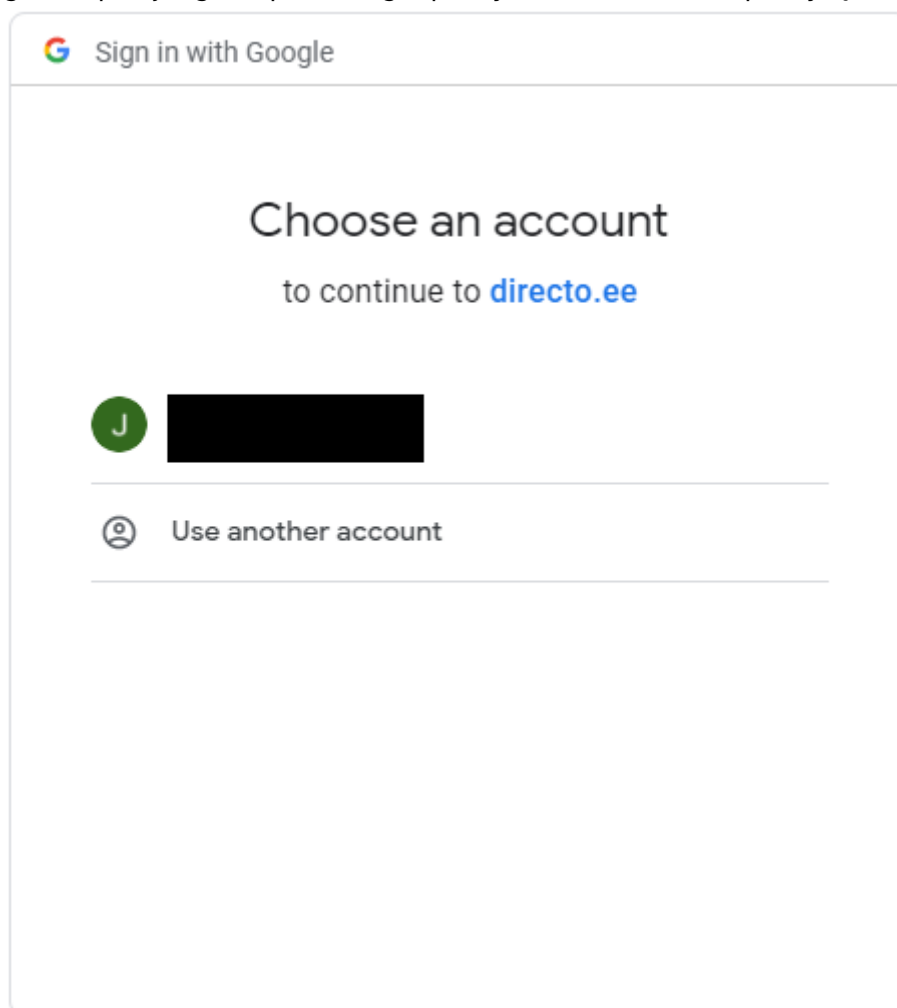 Sign in with Google
Choose an account
to continue to directo.ee
J
Use another account